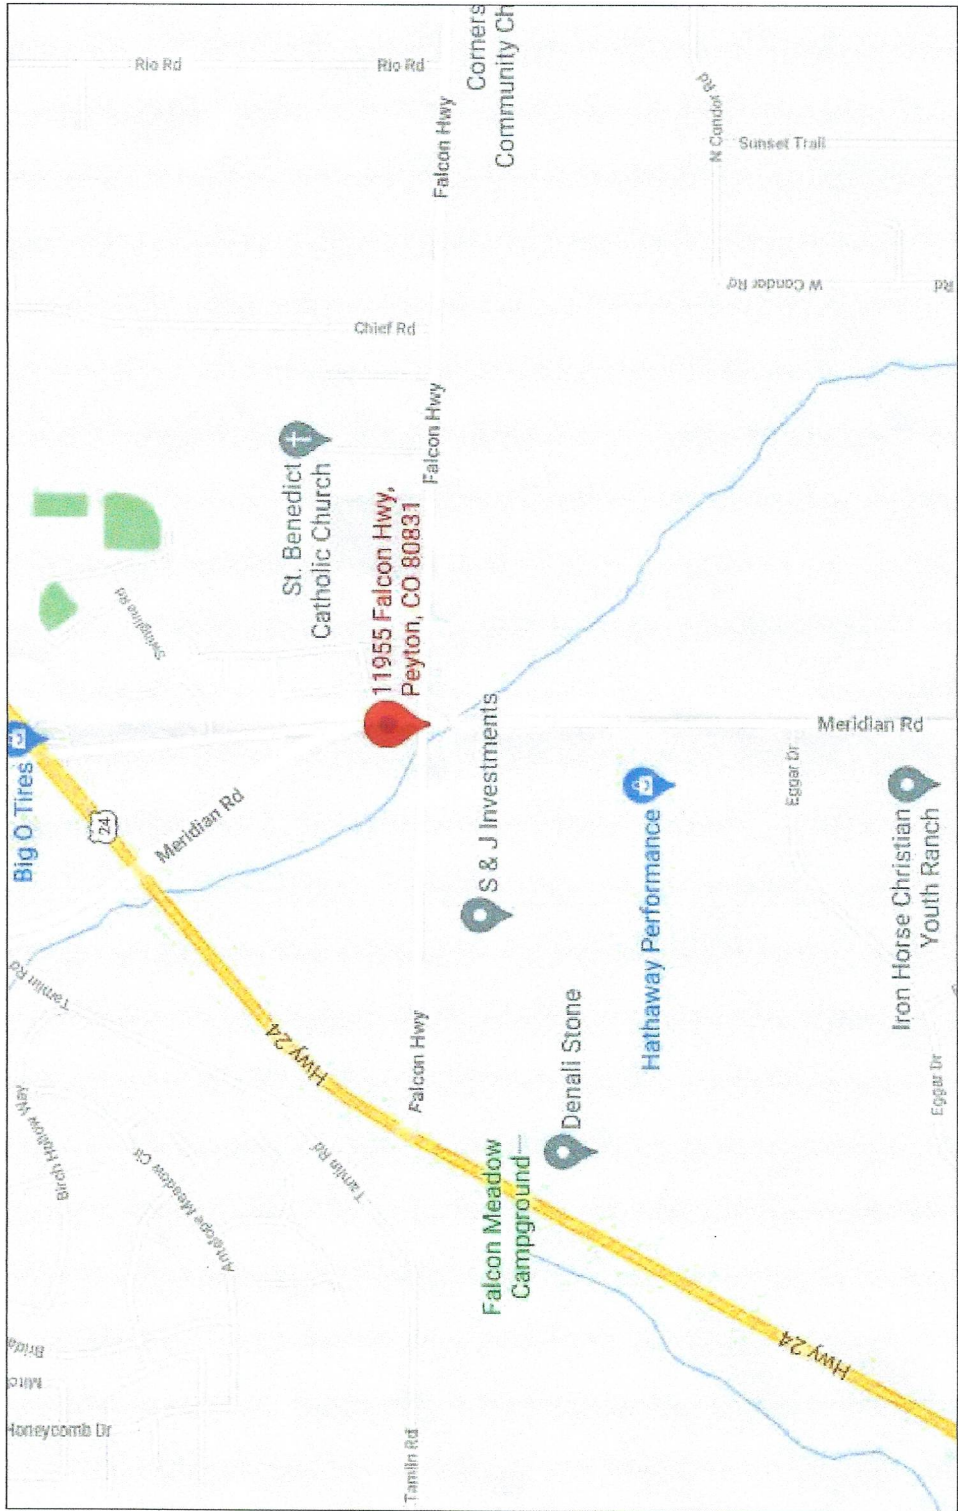 Honeycomb Dr
Mitch
Brida
Birch Hollow Way
Antelope Meadow Cir
Tamlin Rd
Tamlin Rd
Tamlin Rd
Big O Tires
24
Meridian Rd
Hwy 24
Hwy 24
Swingline Rd
St. Benedict
Catholic Church
Chief Rd
Rio Rd
Rio Rd
11955 Falcon Hwy,
Peyton, CO 80831
Falcon Hwy
Falcon Hwy
Falcon Hwy
Corners
Community Ch
Falcon Meadow
Campground
Denali Stone
S & J Investments
Hathaway Performance
Eggar Dr
Eggar Dr
Meridian Rd
Iron Horse Christian
Youth Ranch
N Condor Rd
Sunset Trail
W Condor Rd
Rd